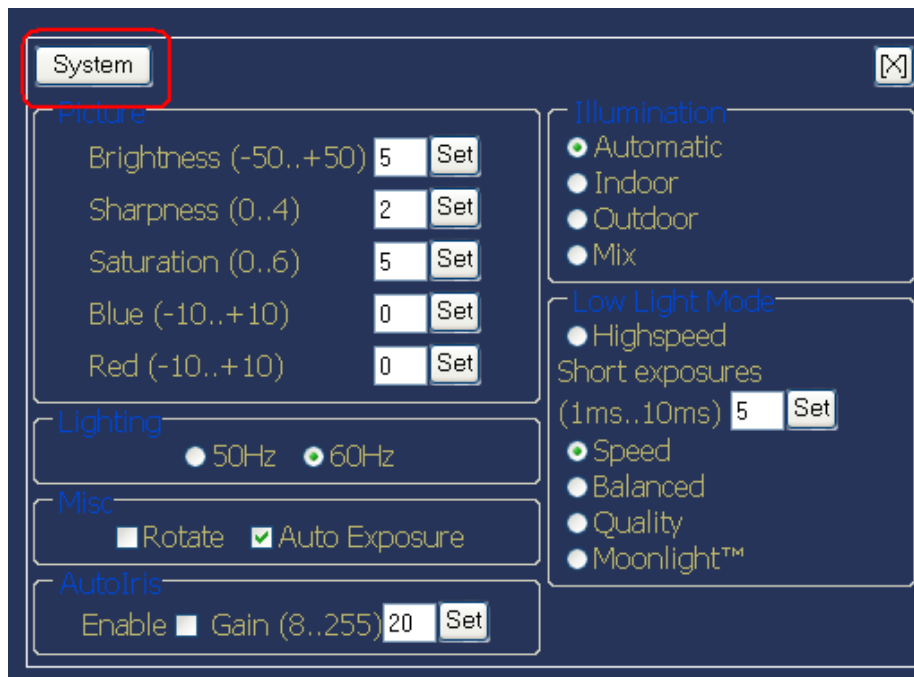 System
[X]
Picture
Brightness (-50..+50) 5 Set
Sharpness (0..4) 2 Set
Saturation (0..6) 5 Set
Blue (-10..+10) 0 Set
Red (-10..+10) 0 Set
Lighting
50Hz 60Hz
Misc
Rotate Auto Exposure
AutoIris
Enable Gain (8..255) 20 Set
Illumination
Automatic
Indoor
Outdoor
Mix
Low Light Mode
Highspeed
Short exposures
(1ms..10ms) 5 Set
Speed
Balanced
Quality
Moonlight™